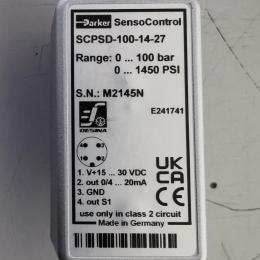 Parker SensoControl
SCPSD-100-14-27
Range: 0 ... 100 bar
0 ... 1450 PSI
S.N.: M2145N
E241741
DESINA
UK
CA
CE
1. V+15 ... 30 VDC
2. out 0/4 ... 20mA
3. GND
4. out S1
use only in class 2 circuit
Made in Germany